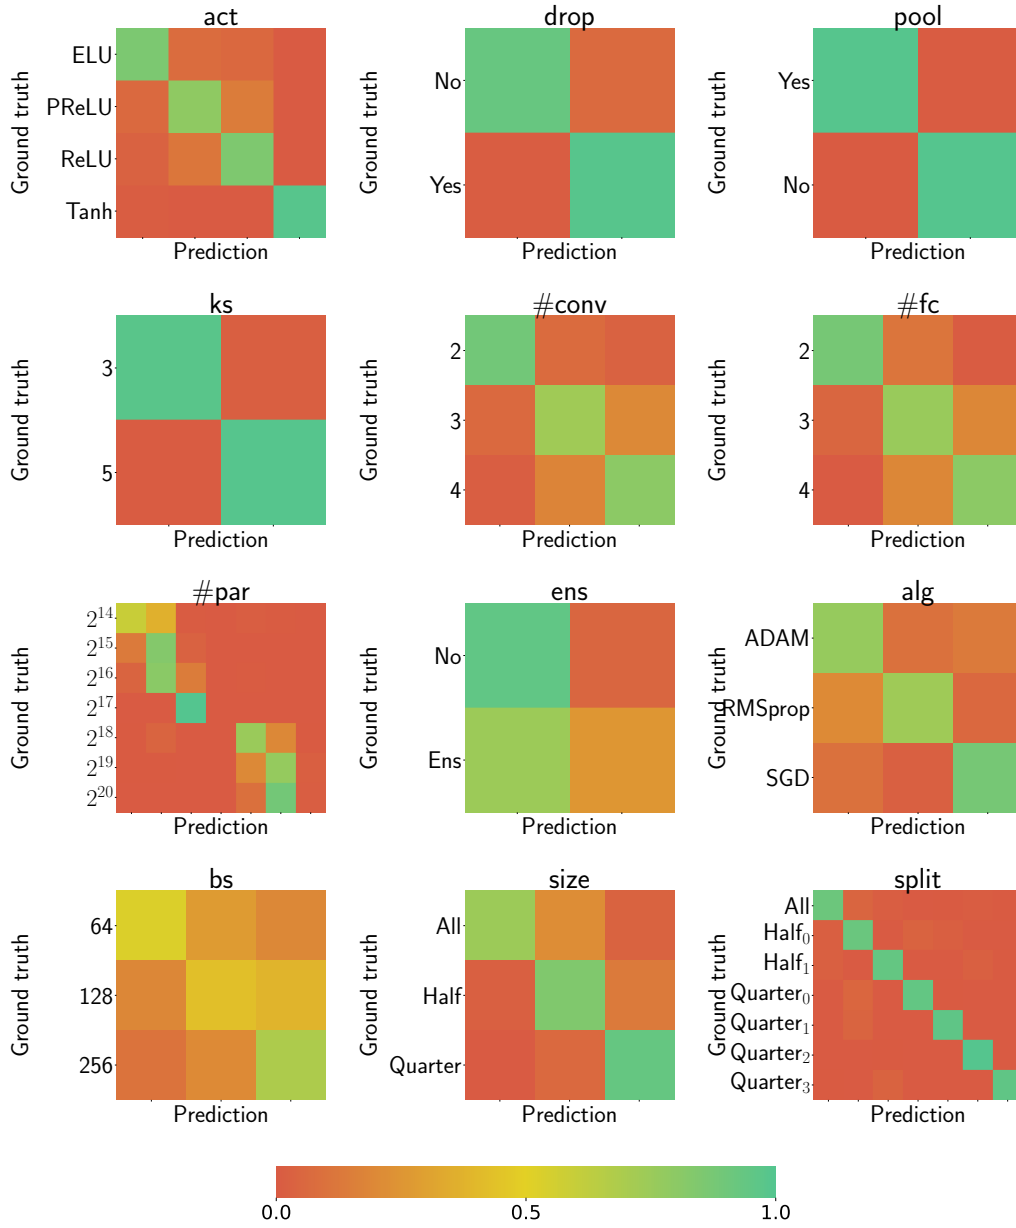 act
Ground truth
ELU
PReLU
ReLU
Tanh
Prediction
drop
Ground truth
No
Yes
Prediction
pool
Ground truth
Yes
No
Prediction
ks
Ground truth
3
5
Prediction
#conv
Ground truth
2
3
4
Prediction
#fc
Ground truth
2
3
4
Prediction
#par
Ground truth
2^14
2^15
2^16
2^17
2^18
2^19
2^20
Prediction
ens
Ground truth
No
Ens
Prediction
alg
Ground truth
ADAM
RMSprop
SGD
Prediction
bs
Ground truth
64
128
256
Prediction
size
Ground truth
All
Half
Quarter
Prediction
split
Ground truth
All
Half₀
Half₁
Quarter₀
Quarter₁
Quarter₂
Quarter₃
Prediction
0.0 0.5 1.0